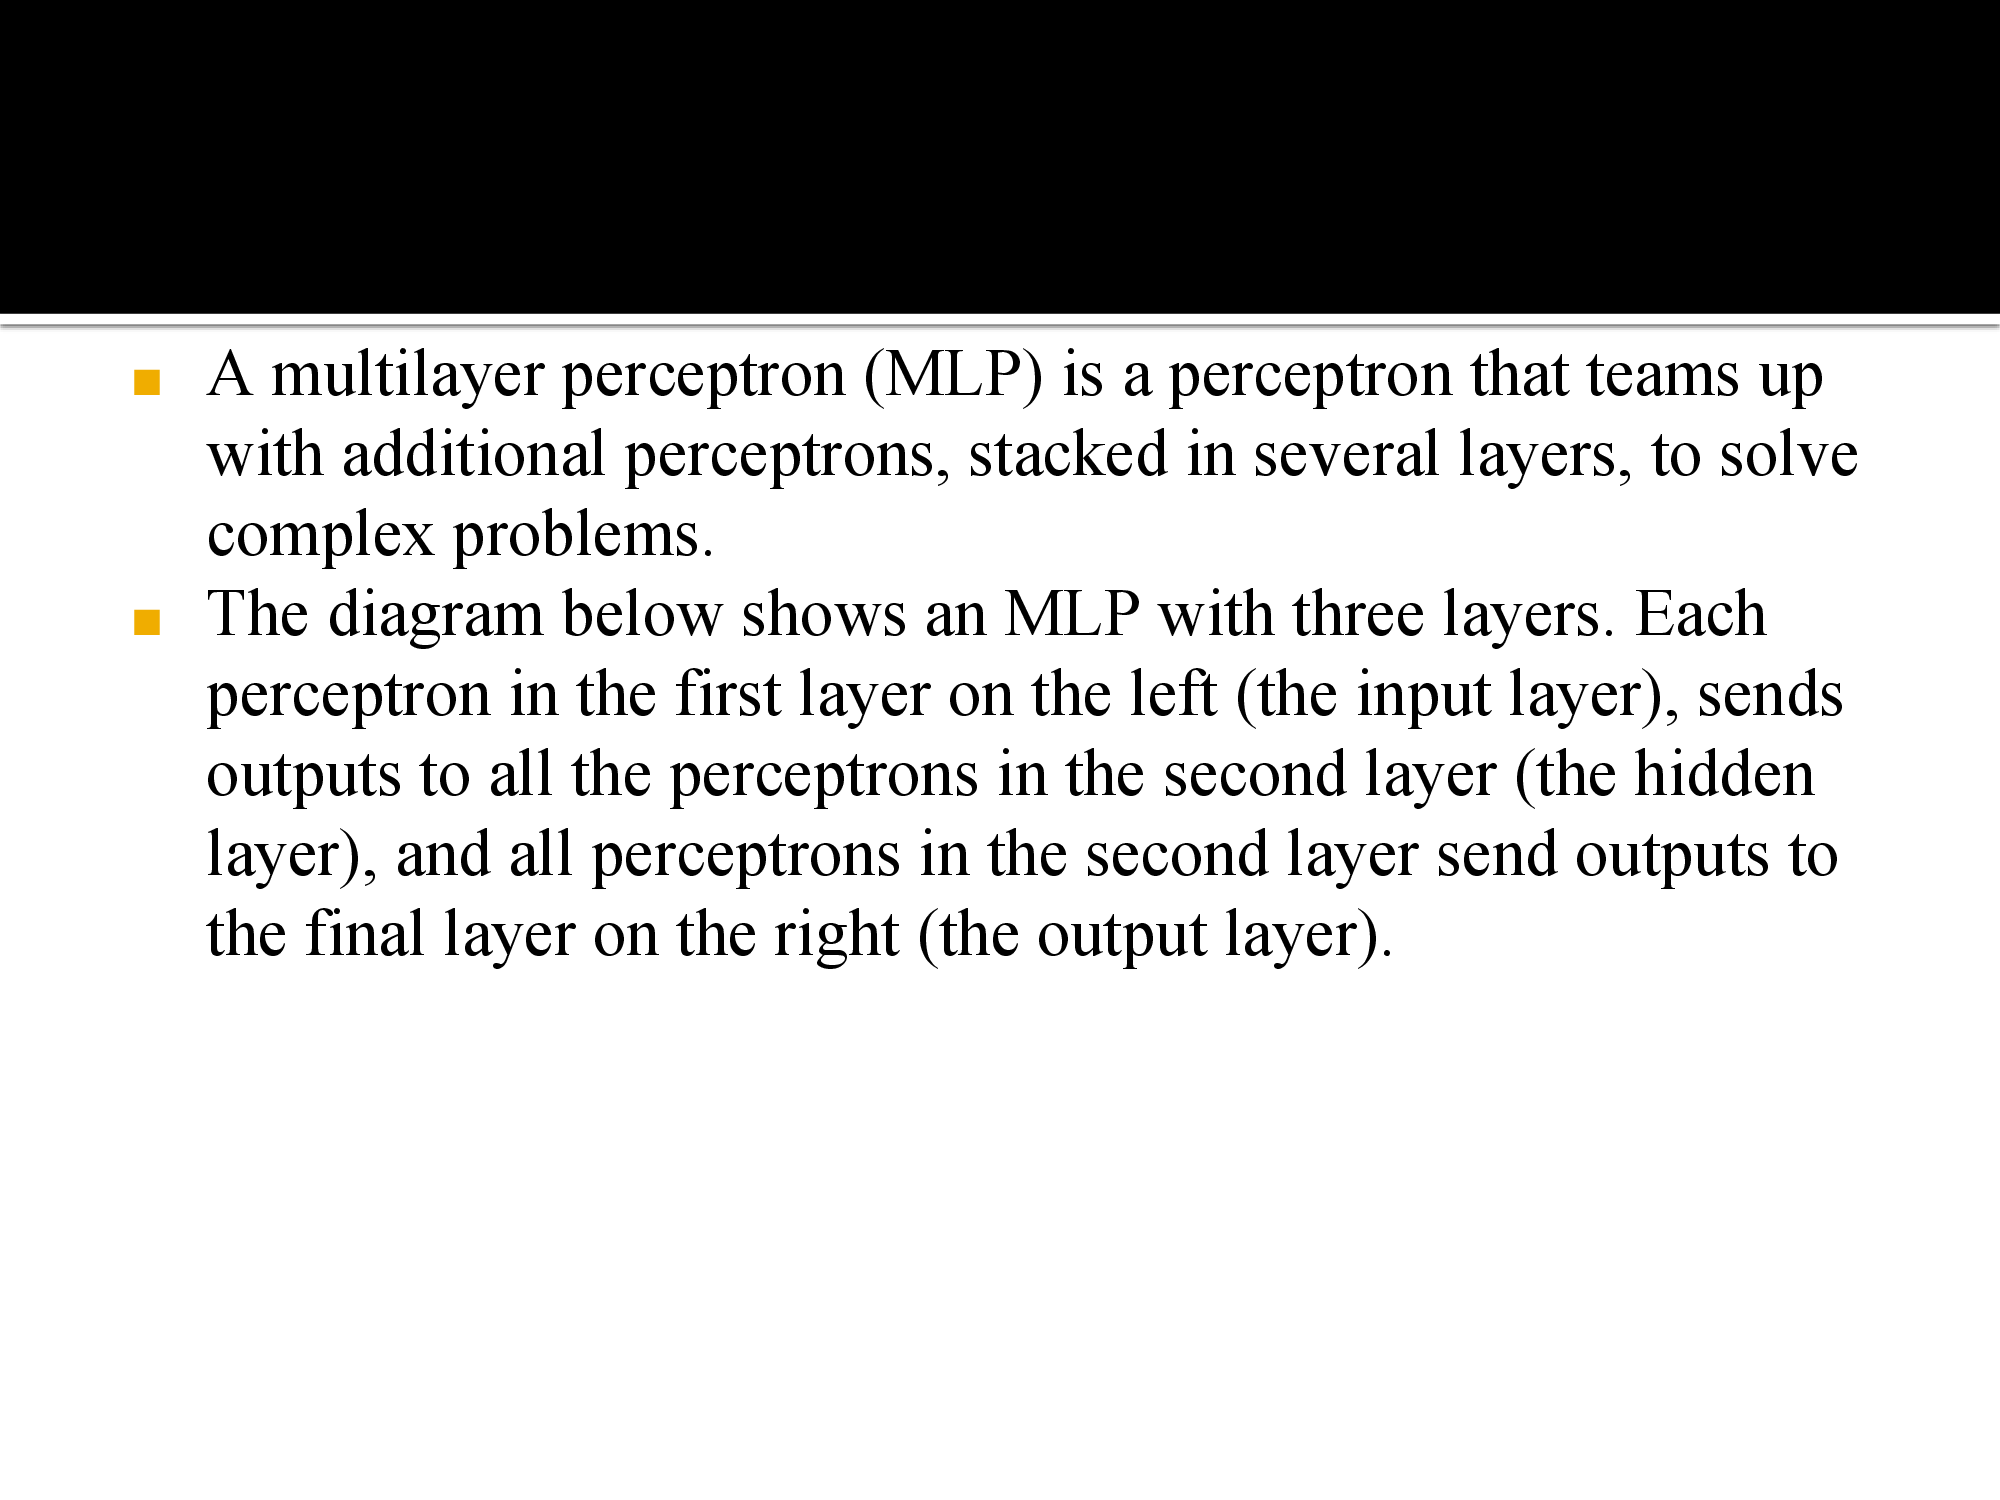 A multilayer perceptron (MLP) is a perceptron that teams up
with additional perceptrons, stacked in several layers, to solve
complex problems.
The diagram below shows an MLP with three layers. Each
perceptron in the first layer on the left (the input layer), sends
outputs to all the perceptrons in the second layer (the hidden
layer), and all perceptrons in the second layer send outputs to
the final layer on the right (the output layer).